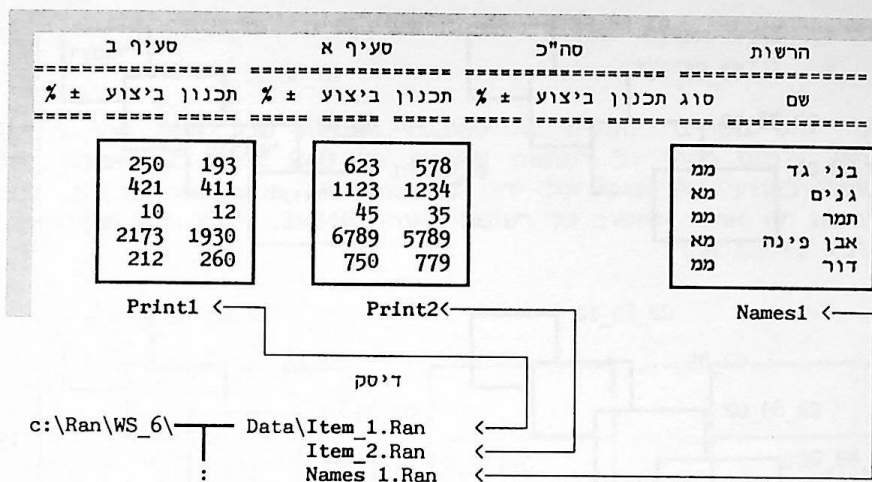 הרשות סה"כ סעיף א סעיף ב
שם סוג תכנון ביצוע ± % תכנון ביצוע ± % תכנון ביצוע ± %
בני גד ממ 578 623 193 250
גנים מא 1234 1123 411 421
תמר ממ 35 45 12 10
אבן פינה מא 5789 6789 1930 2173
דור ממ 779 750 260 212
Print1 Print2 Names1
דיסק
c:\Ran\WS_6\ Data\Item_1.Ran
Item_2.Ran
: Names_1.Ran